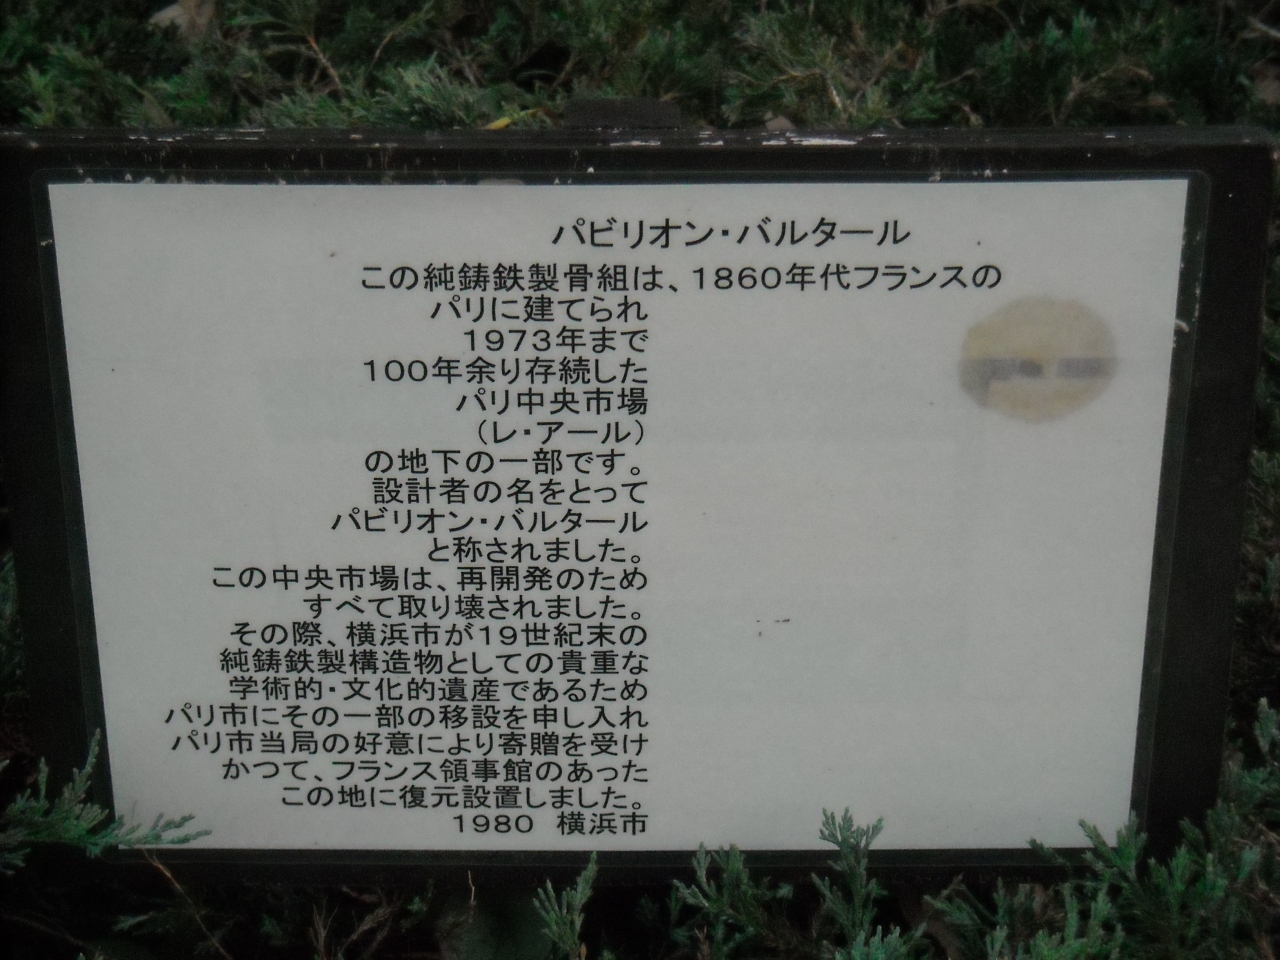 パビリオン・バルタール
この純鋳鉄製骨組は、1860年代フランスの
パリに建てられ
1973年まで
100年余り存続した
パリ中央市場
（レ・アール）
の地下の一部です。
設計者の名をとって
パビリオン・バルタール
と称されました。
この中央市場は、再開発のため
すべて取り壊されました。
その際、横浜市が19世紀末の
純鋳鉄製構造物としての貴重な
学術的・文化的遺産であるため
パリ市にその一部の移設を申し入れ
パリ市当局の好意により寄贈を受け
かつて、フランス領事館のあった
この地に復元設置しました。
1980　横浜市